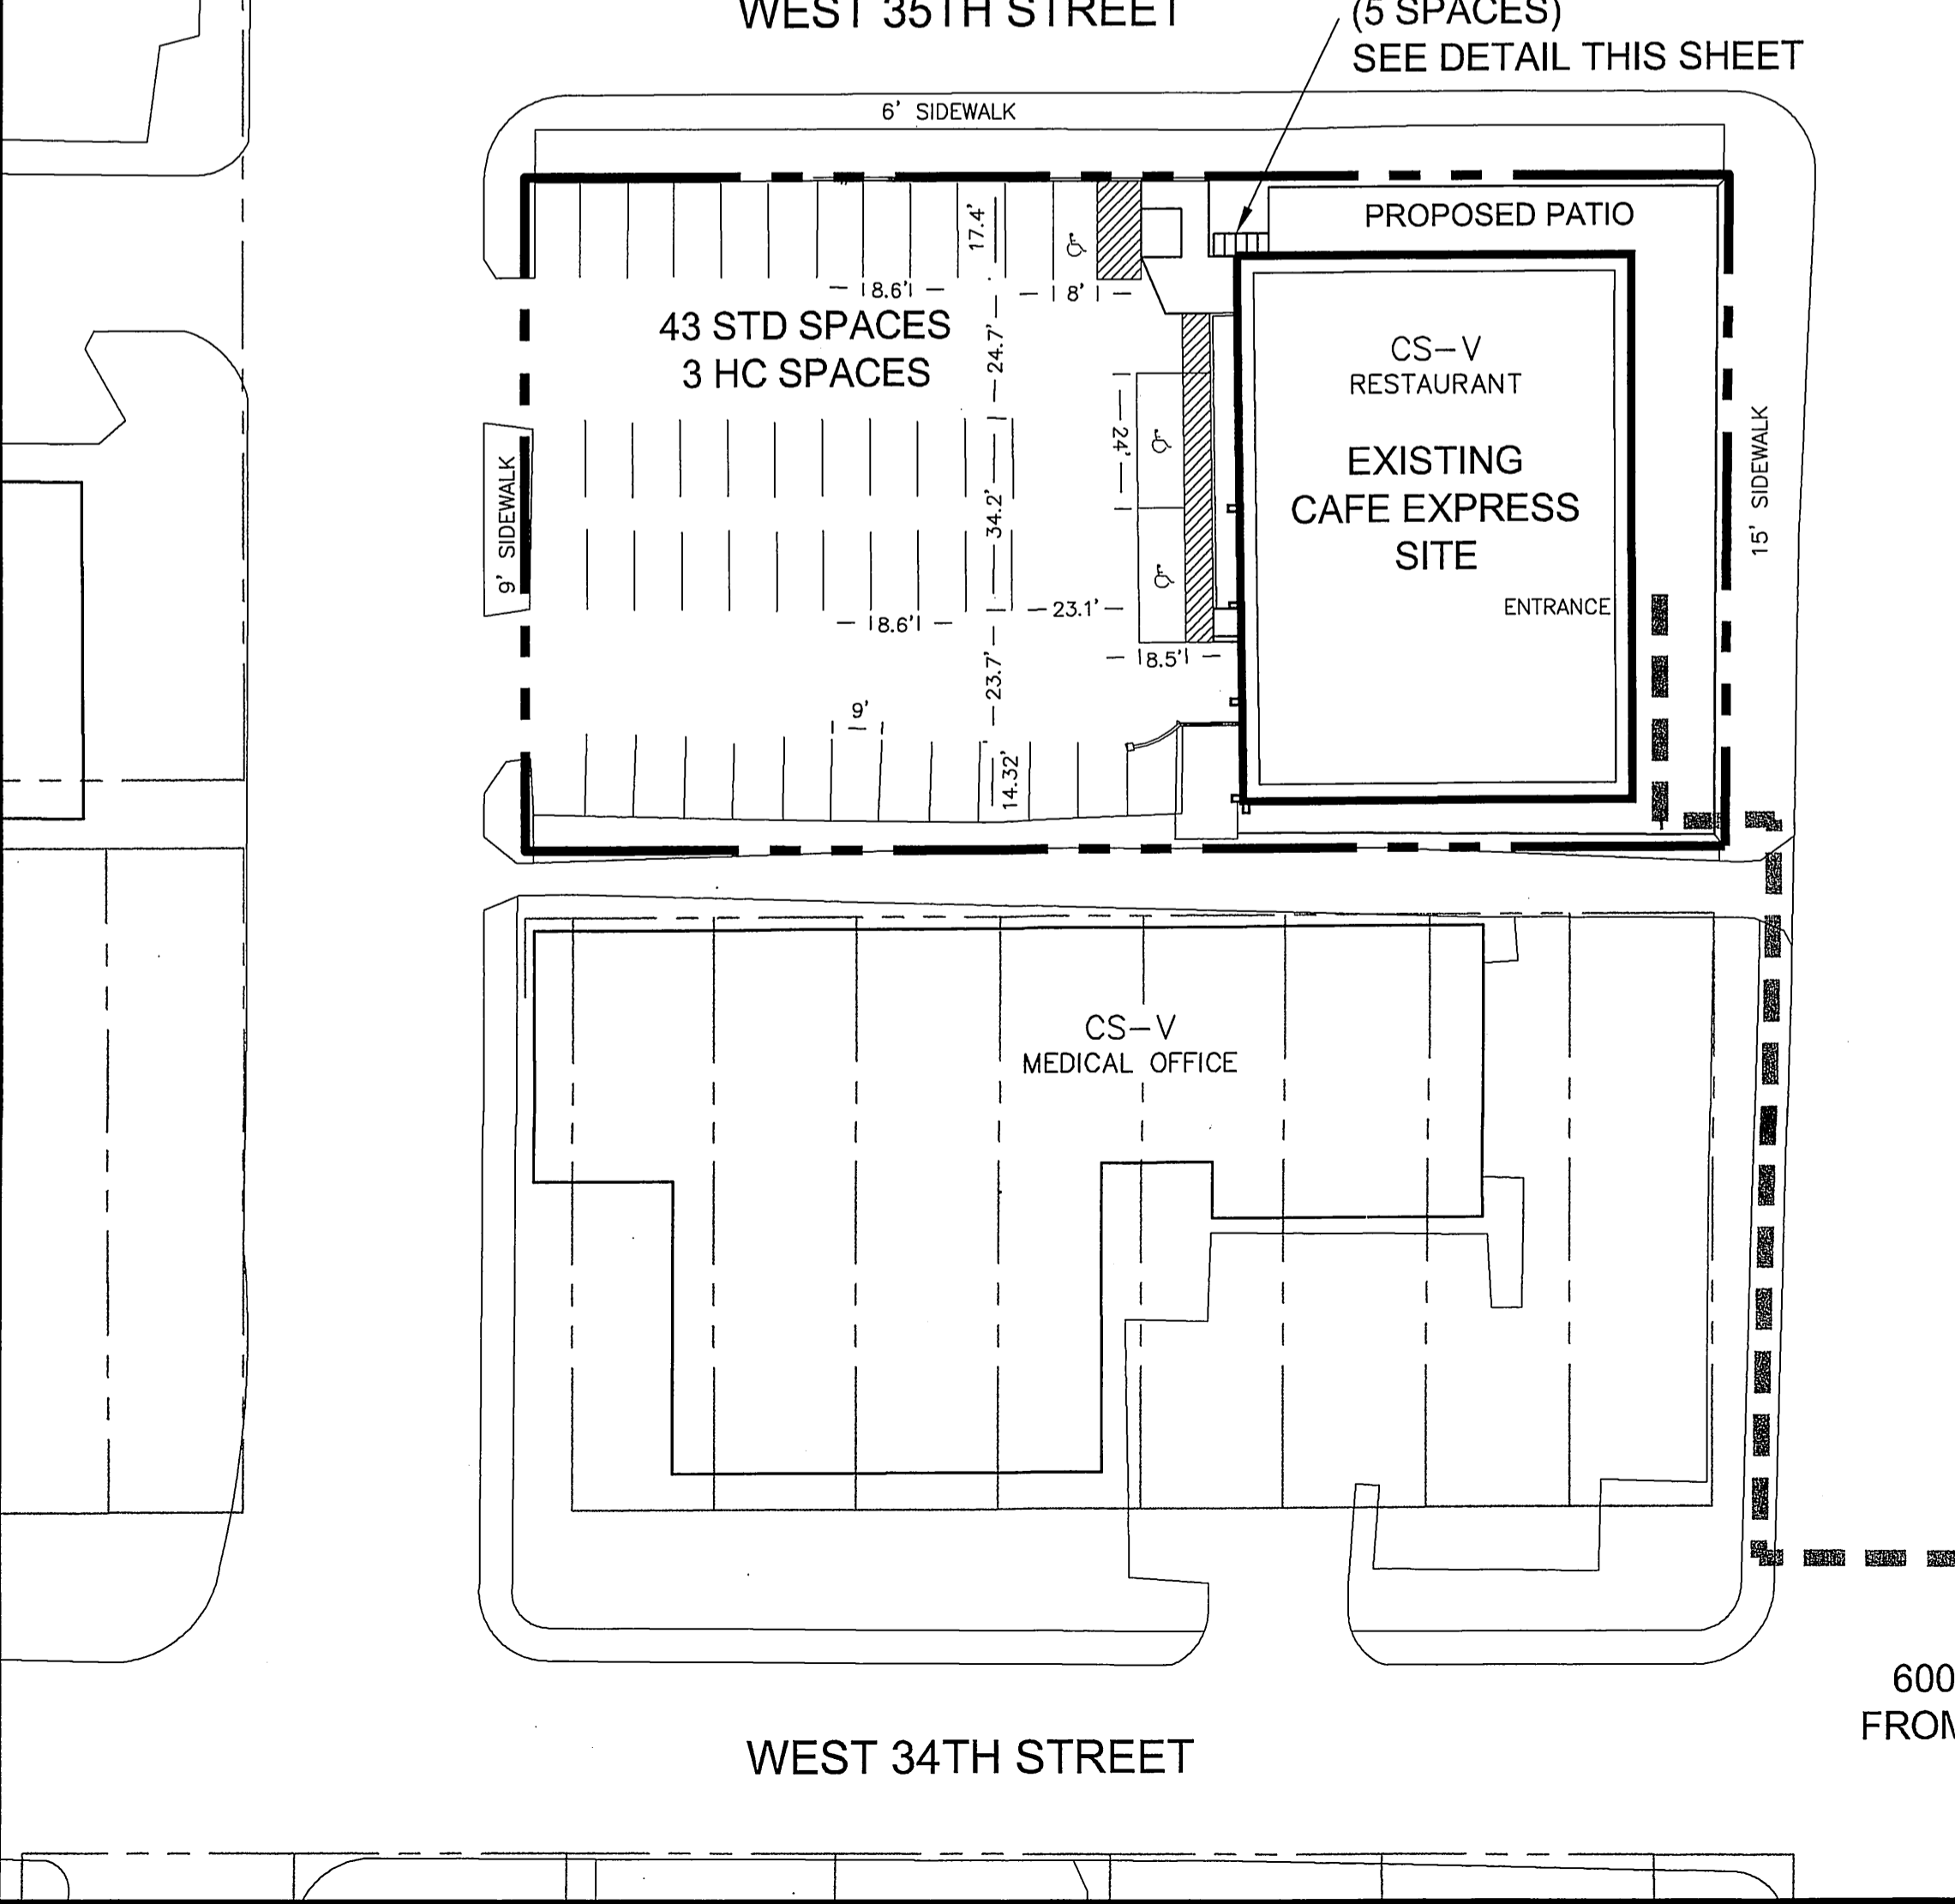 WEST 35TH STREET
(5 SPACES)
SEE DETAIL THIS SHEET
6' SIDEWALK
PROPOSED PATIO
17.4'
8.6'
8'
43 STD SPACES
3 HC SPACES
24.7'
CS-V
RESTAURANT
EXISTING
CAFE EXPRESS
SITE
ENTRANCE
15' SIDEWALK
9' SIDEWALK
24'
34.2'
23.1'
8.6'
8.5'
23.7'
9'
14.32'
CS-V
MEDICAL OFFICE
WEST 34TH STREET
600